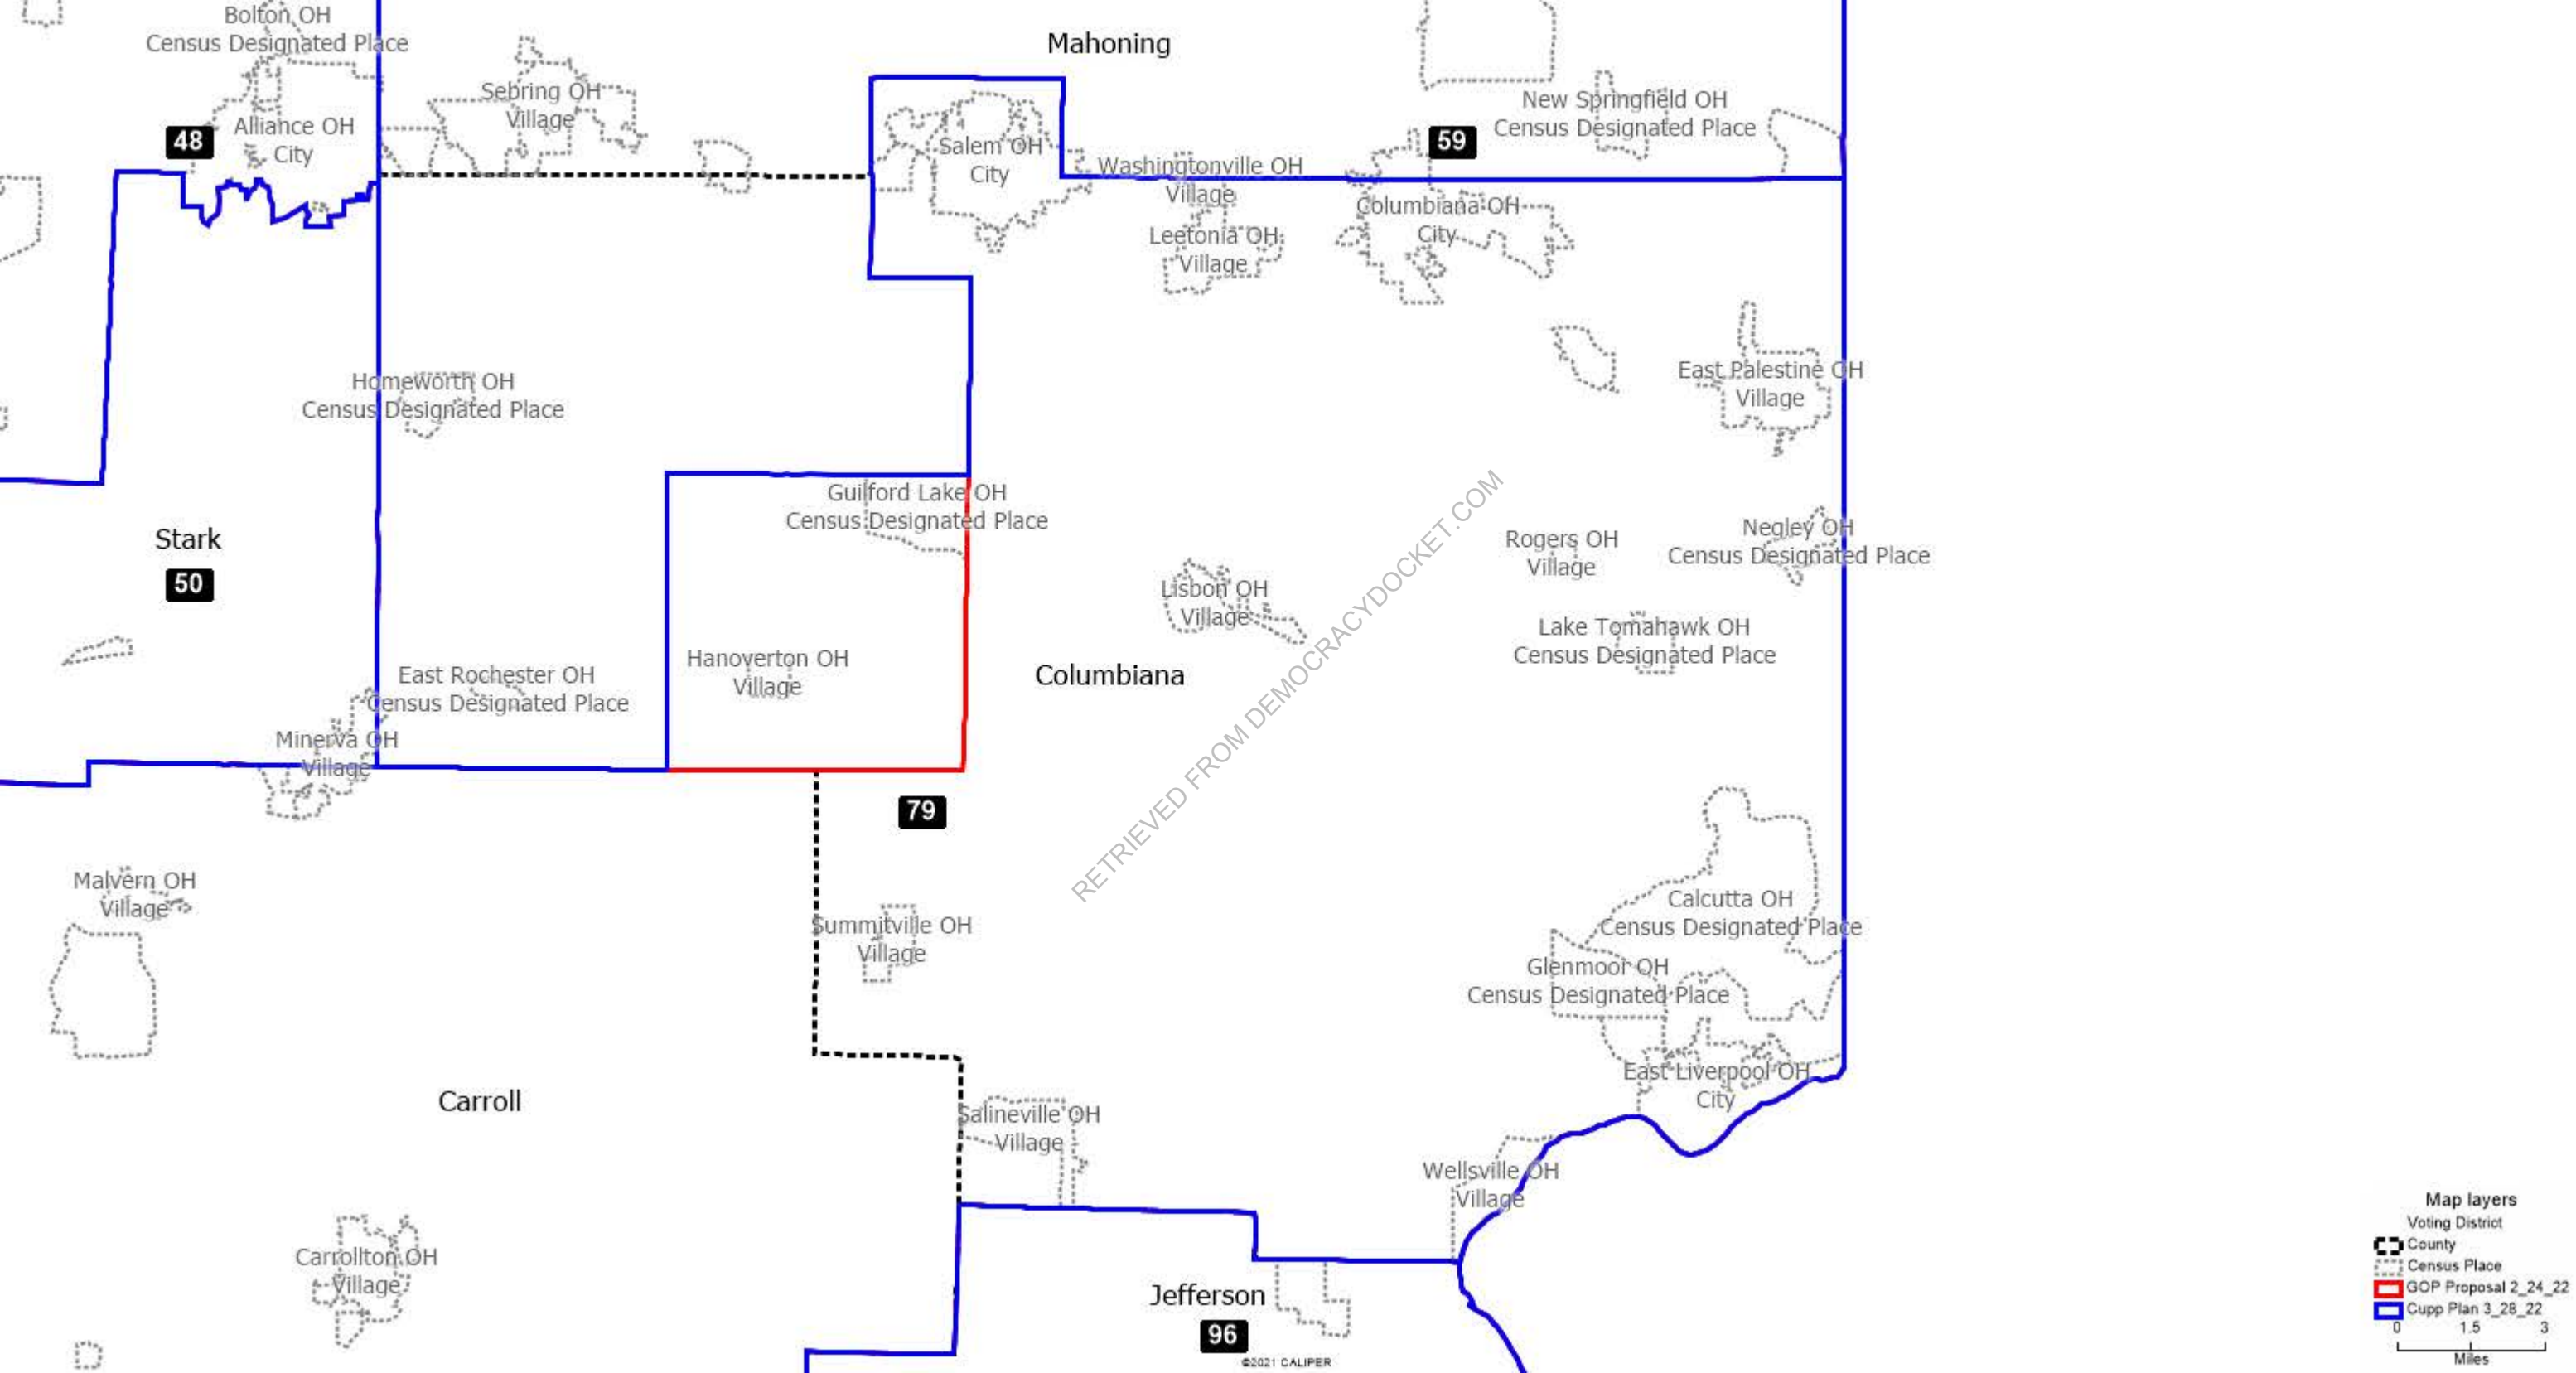 Bolton OH
Census Designated Place
Mahoning
Sebring OH
Village
New Springfield OH
Census Designated Place
48
Alliance OH
City
59
Salem OH
City
Washingtonville OH
Village
Columbiana OH
City
Leetonia OH
Village
East Palestine OH
Village
Homeworth OH
Census Designated Place
Guilford Lake OH
Census Designated Place
Stark
50
Rogers OH
Village
Negley OH
Census Designated Place
Lisbon OH
Village
Lake Tomahawk OH
Census Designated Place
Hanoverton OH
Village
Columbiana
East Rochester OH
Census Designated Place
Minerva OH
Village
79
RETRIEVED FROM DEMOCRACYDOCKET.COM
Malvern OH
Village
Calcutta OH
Census Designated Place
Summitville OH
Village
Glenmoor OH
Census Designated Place
East Liverpool OH
City
Carroll
Salineville OH
Village
Wellsville OH
Village
Carrollton OH
Village
Jefferson
96
©2021 CALIPER
Map layers
Voting District
County
Census Place
GOP Proposal 2_24_22
Cupp Plan 3_28_22
0 1.5 3
Miles